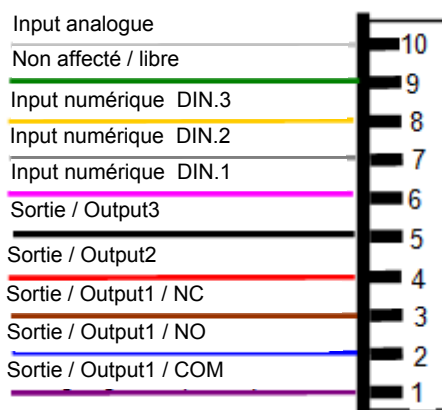 Input analogue
10
Non affecté / libre
9
Input numérique DIN.3
8
Input numérique DIN.2
7
Input numérique DIN.1
6
Sortie / Output3
5
Sortie / Output2
4
Sortie / Output1 / NC
3
Sortie / Output1 / NO
2
Sortie / Output1 / COM
1